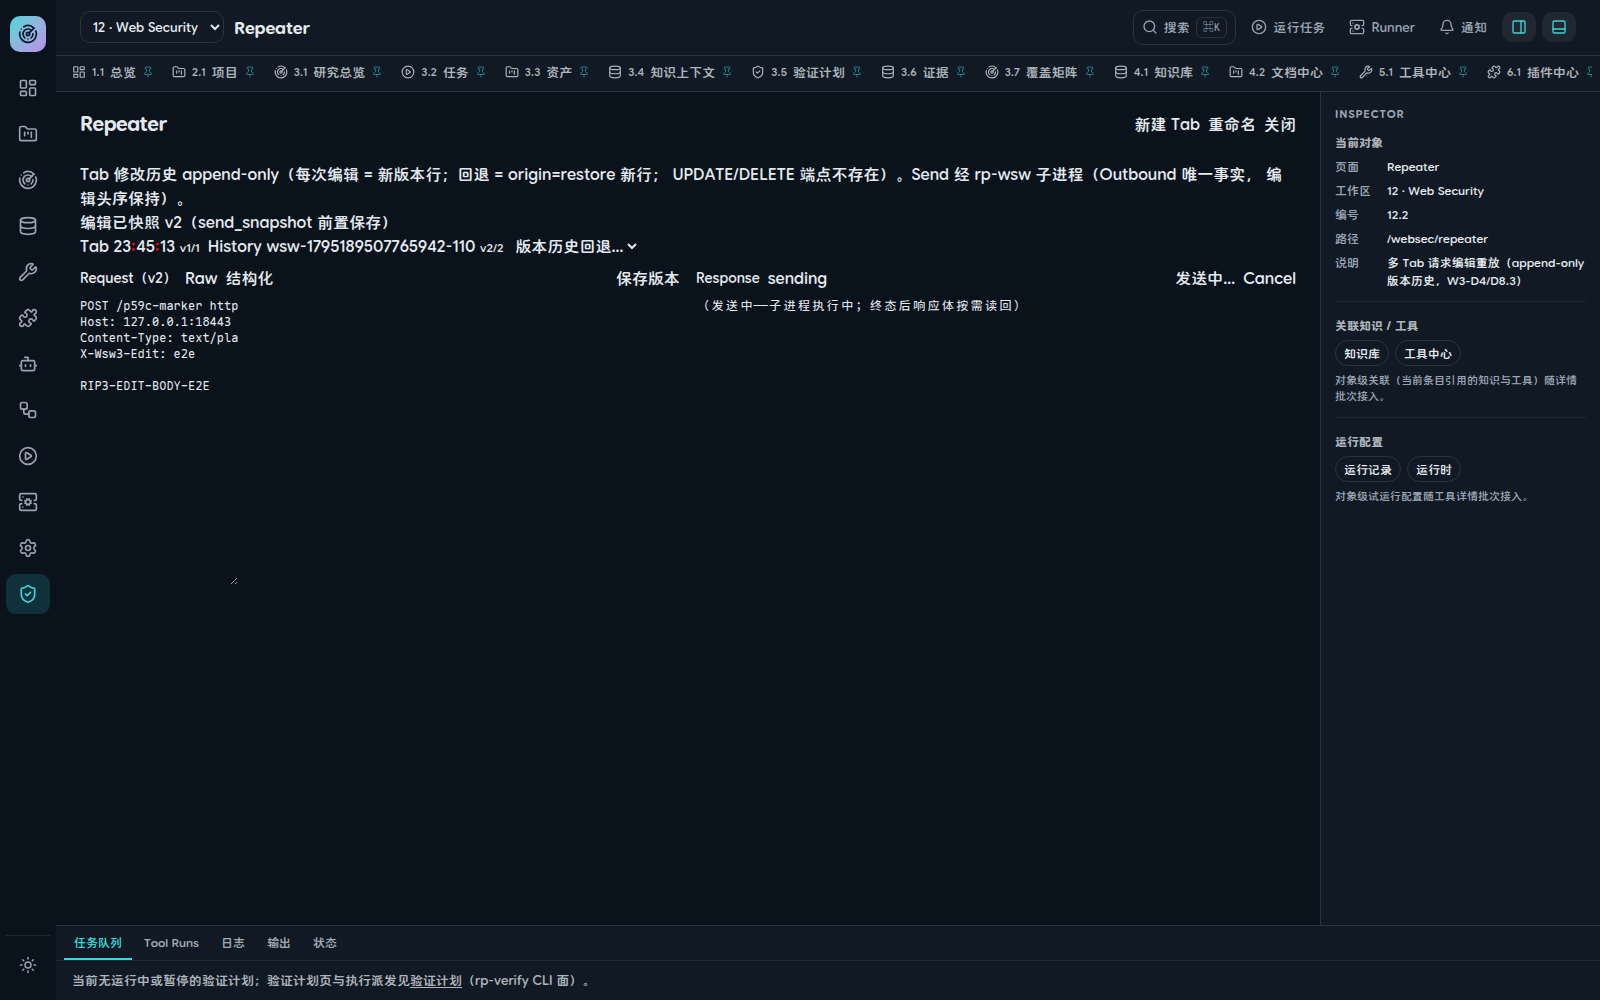 12 · Web Security
Repeater
搜索 ⌘K
运行任务
Runner
通知
1.1 总览
2.1 项目
3.1 研究总览
3.2 任务
3.3 资产
3.4 知识上下文
3.5 验证计划
3.6 证据
3.7 覆盖矩阵
4.1 知识库
4.2 文档中心
5.1 工具中心
6.1 插件中心
Repeater
新建 Tab 重命名 关闭
Tab 修改历史 append-only（每次编辑 = 新版本行；回退 = origin=restore 新行； UPDATE/DELETE 端点不存在）。Send 经 rp-wsw 子进程（Outbound 唯一事实， 编
辑头序保持）。
编辑已快照 v2（send_snapshot 前置保存）
Tab 23:45:13 v1/1 History wsw-1795189507765942-110 v2/2 版本历史回退...
Request（v2） Raw 结构化 保存版本
POST /p59c-marker http
Host: 127.0.0.1:18443
Content-Type: text/pla
X-Wsw3-Edit: e2e
RIP3-EDIT-BODY-E2E
Response sending 发送中... Cancel
（发送中——子进程执行中；终态后响应体按需读回）
INSPECTOR
当前对象
页面 Repeater
工作区 12 · Web Security
编号 12.2
路径 /websec/repeater
说明 多 Tab 请求编辑重放（append-only
版本历史，W3-D4/D8.3）
关联知识 / 工具
知识库 工具中心
对象级关联（当前条目引用的知识与工具）随详情
批次接入。
运行配置
运行记录 运行时
对象级试运行配置随工具详情批次接入。
任务队列 Tool Runs 日志 输出 状态
当前无运行中或暂停的验证计划；验证计划页与执行派发见验证计划（rp-verify CLI 面）。